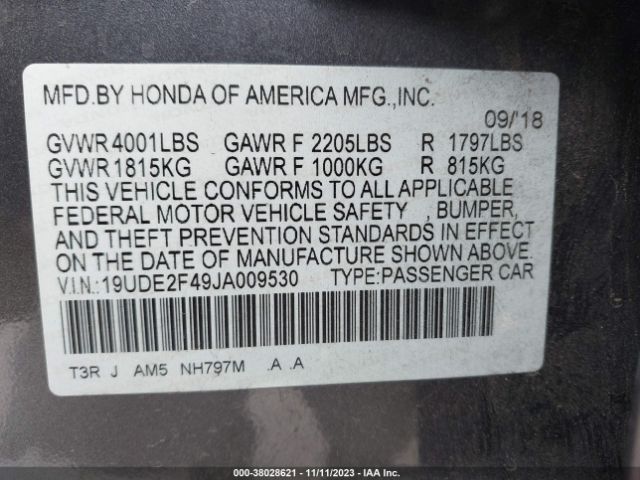 MFD.BY HONDA OF AMERICA MFG.,INC.
09/'18
GVWR 4001LBS GAWR F 2205LBS R 1797LBS
GVWR 1815KG GAWR F 1000KG R 815KG
THIS VEHICLE CONFORMS TO ALL APPLICABLE
FEDERAL MOTOR VEHICLE SAFETY , BUMPER,
AND THEFT PREVENTION STANDARDS IN EFFECT
ON THE DATE OF MANUFACTURE SHOWN ABOVE.
V.I.N.:19UDE2F49JA009530 TYPE:PASSENGER CAR
T3R J AM5 NH797M .A .A
000-38028621 | 11/11/2023 | IAA Inc.